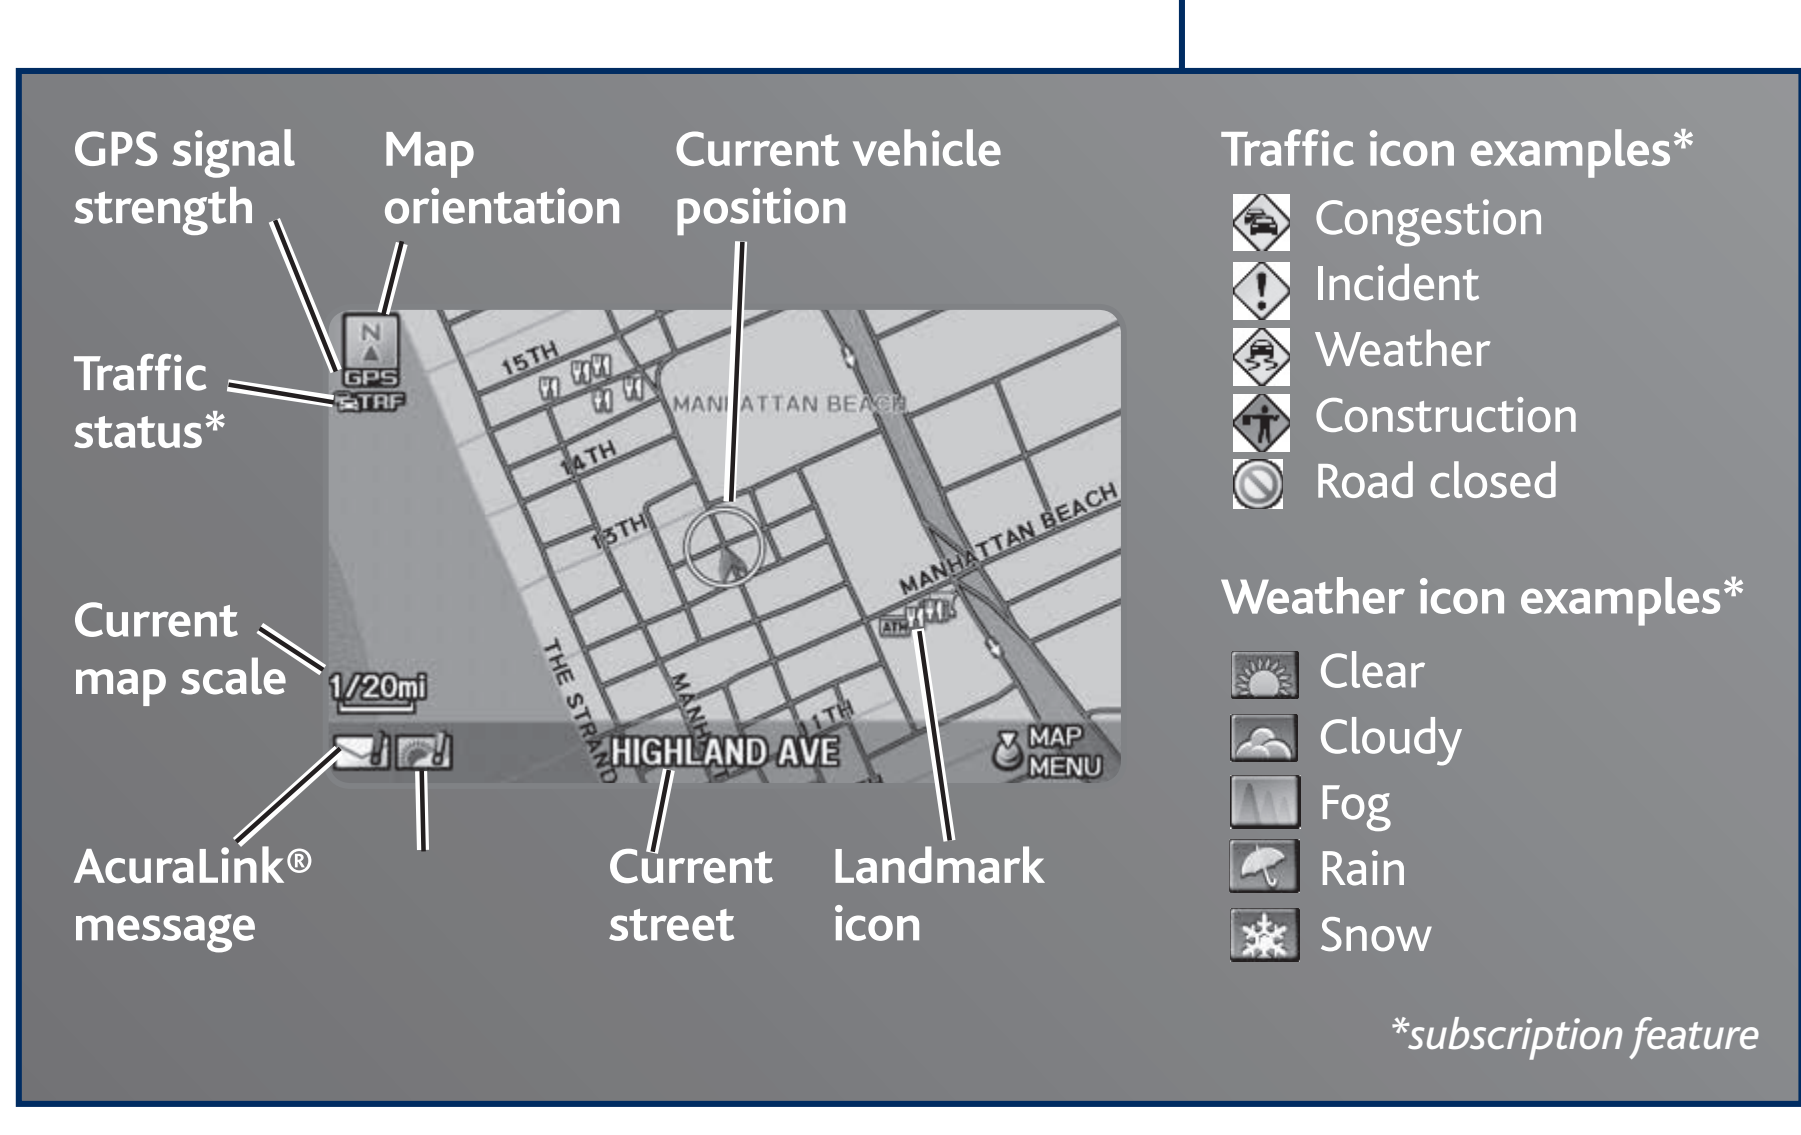 GPS signal
strength
Map
orientation
Current vehicle
position
Traffic
status*
Current
map scale
AcuraLink®
message
Current
street
Landmark
icon
N
GPS
TRF
15TH
14TH
13TH
MANHATTAN BEACH
MANHATTAN BEACH
ATM
THE STRAND
MANHATT
11TH
1/20mi
HIGHLAND AVE
MAP
MENU
Traffic icon examples*
Congestion
Incident
Weather
Construction
Road closed
Weather icon examples*
Clear
Cloudy
Fog
Rain
Snow
*subscription feature